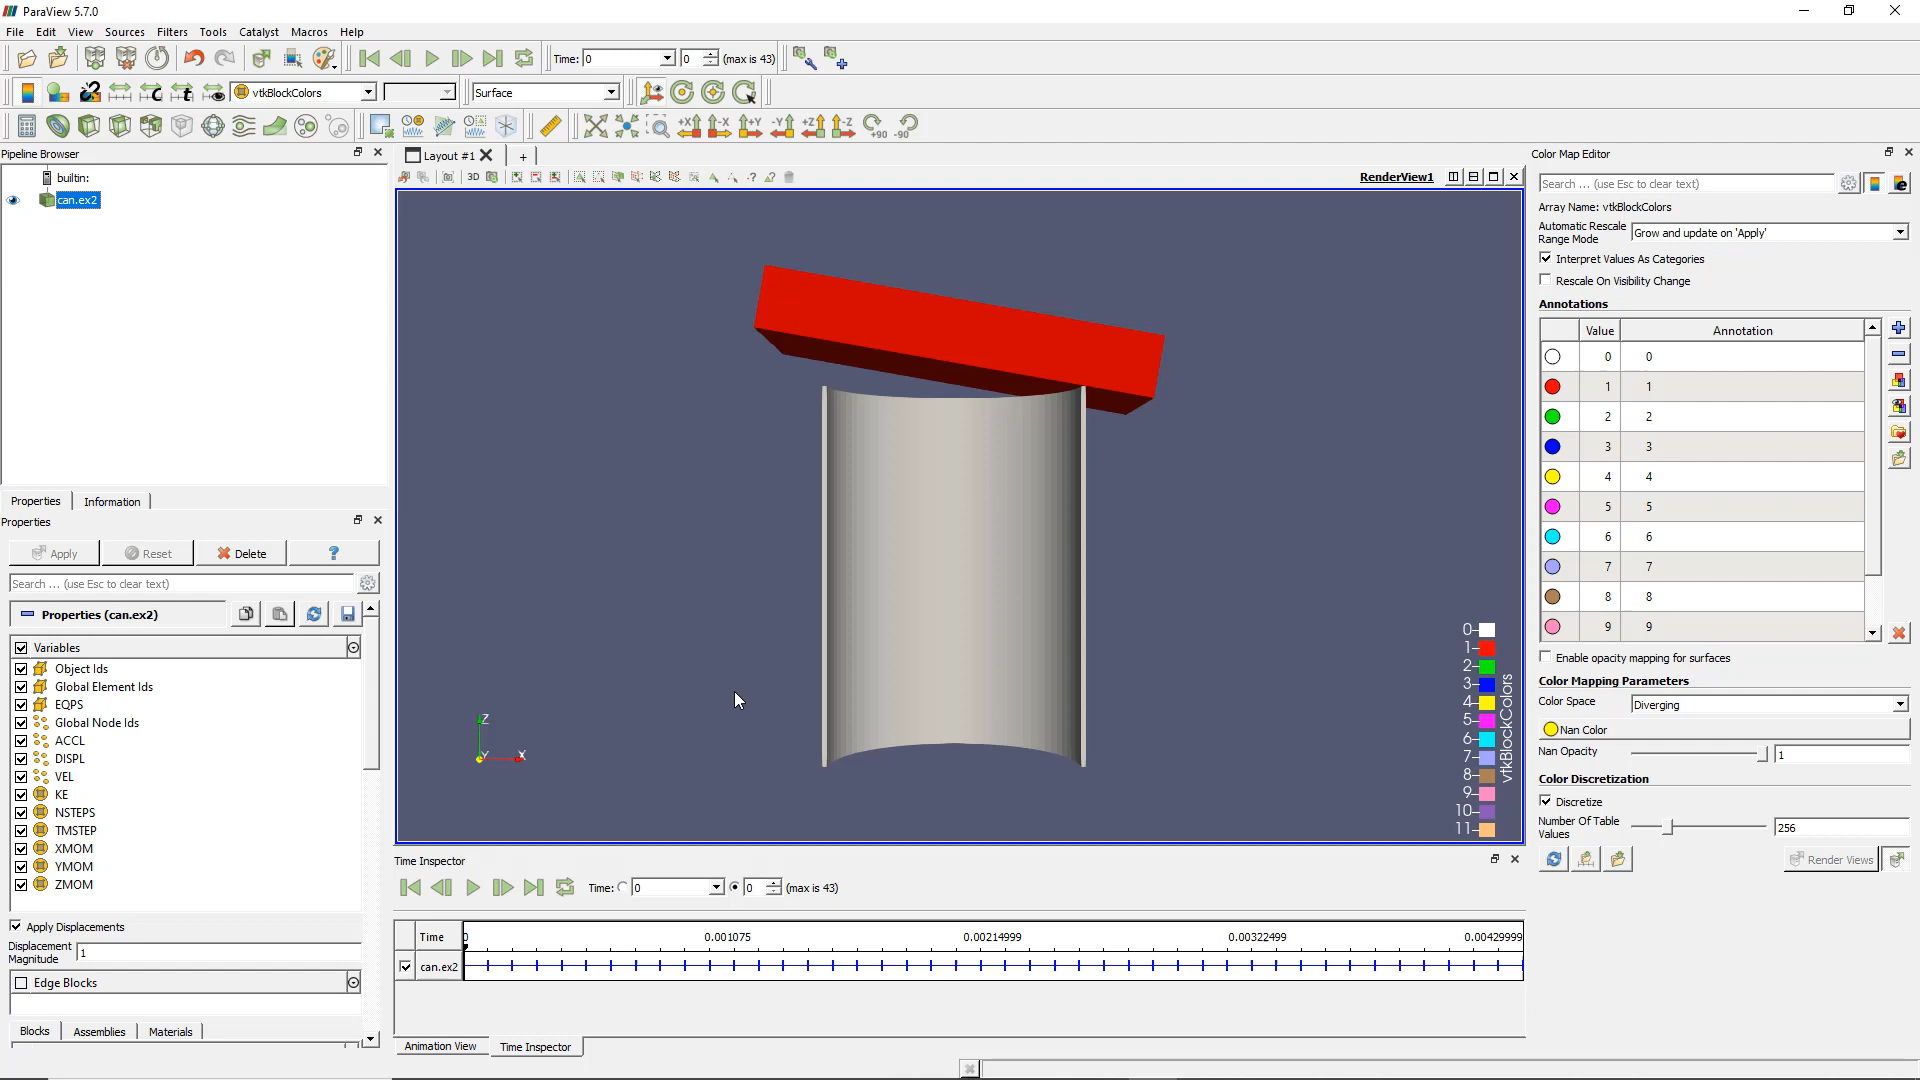 ParaView 5.7.0
File Edit View Sources Filters Tools Catalyst Macros Help
Time: 0 0 (max is 43)
vtkBlockColors Surface
+X -X +Y -Y +Z -Z +90 -90
Pipeline Browser
builtin:
can.ex2
Properties Information
Properties
Apply Reset Delete ?
Search ... (use Esc to clear text)
Properties (can.ex2)
Variables
Object Ids
Global Element Ids
EQPS
Global Node Ids
ACCL
DISPL
VEL
KE
NSTEPS
TMSTEP
XMOM
YMOM
ZMOM
Apply Displacements
Displacement Magnitude 1
Edge Blocks
Blocks Assemblies Materials
Layout #1 +
3D
RenderView1
Z
Y X
0
1
2
3
4
5
6
7
8
9
10
11
vtkBlockColors
Time Inspector
Time: 0 0 (max is 43)
Time 0 0.001075 0.00214999 0.00322499 0.00429999
can.ex2
Animation View Time Inspector
Color Map Editor
Search ... (use Esc to clear text)
Array Name: vtkBlockColors
Automatic Rescale Range Mode Grow and update on 'Apply'
Interpret Values As Categories
Rescale On Visibility Change
Annotations
Value Annotation
0 0
1 1
2 2
3 3
4 4
5 5
6 6
7 7
8 8
9 9
Enable opacity mapping for surfaces
Color Mapping Parameters
Color Space Diverging
Nan Color
Nan Opacity 1
Color Discretization
Discretize
Number Of Table Values 256
Render Views